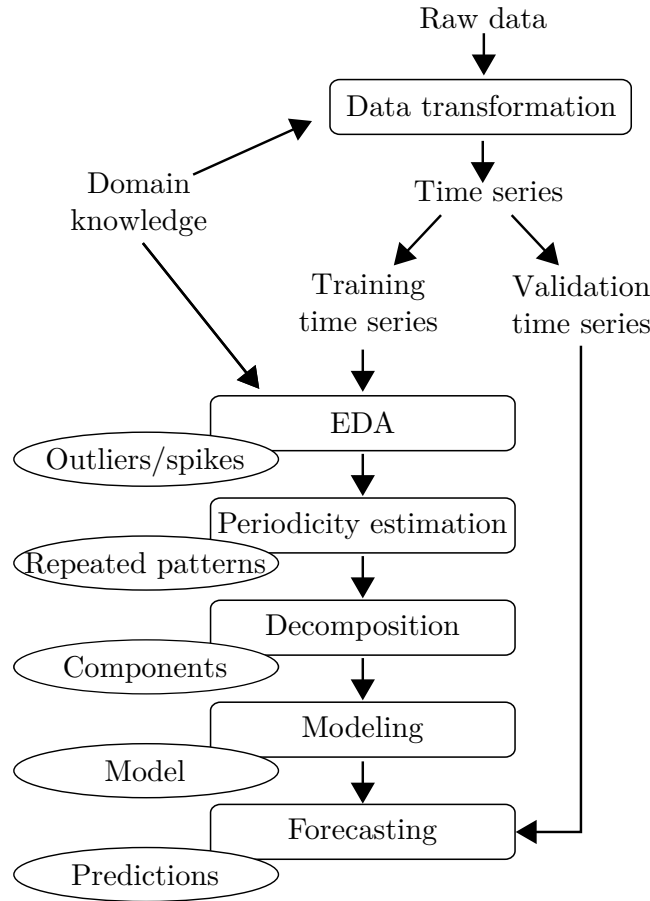 Raw data
Data transformation
Domain
knowledge
Time series
Training
time series
Validation
time series
EDA
Outliers/spikes
Periodicity estimation
Repeated patterns
Decomposition
Components
Modeling
Model
Forecasting
Predictions